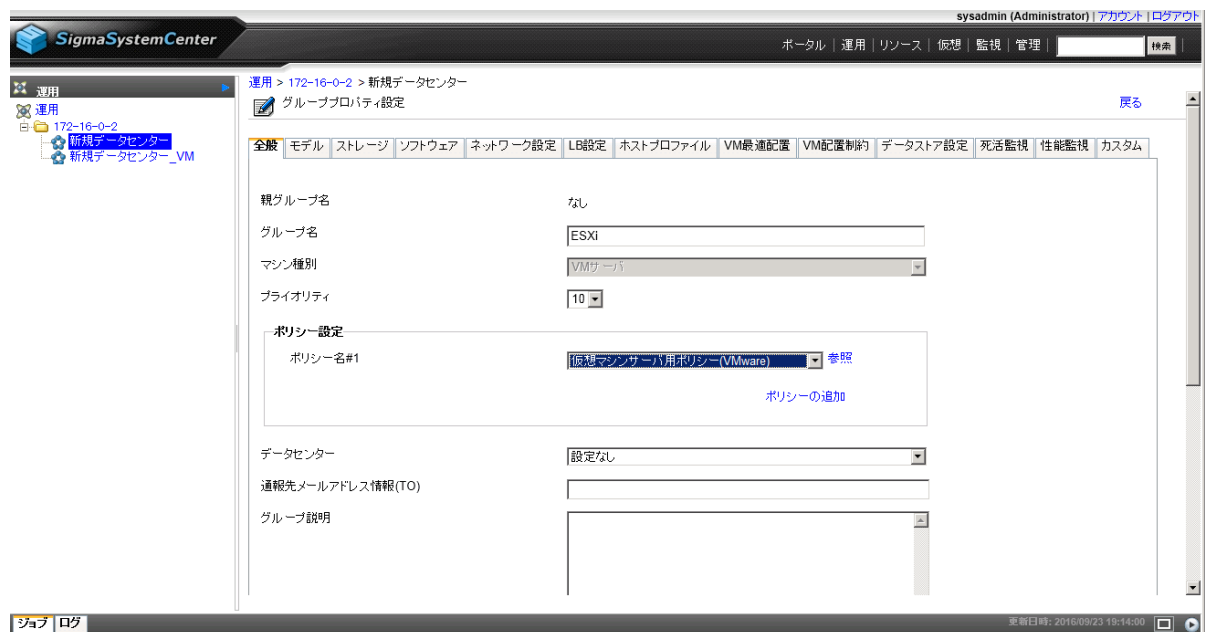 sysadmin (Administrator) | アカウント | ログアウト
SigmaSystemCenter
ポータル | 運用 | リソース | 仮想 | 監視 | 管理 | 検索 |
運用
運用
172-16-0-2
新規データセンター
新規データセンター_VM
運用 > 172-16-0-2 > 新規データセンター
グループプロパティ設定
戻る
全般 モデル ストレージ ソフトウェア ネットワーク設定 LB設定 ホストプロファイル VM最適配置 VM配置制約 データストア設定 死活監視 性能監視 カスタム
親グループ名 なし
グループ名 ESXi
マシン種別 VMサーバ
プライオリティ 10
ポリシー設定
ポリシー名#1 仮想マシンサーバ用ポリシー(VMware) 参照
ポリシーの追加
データセンター 設定なし
通報先メールアドレス情報(TO)
グループ説明
ジョブ ログ
更新日時: 2016/09/23 19:14:00